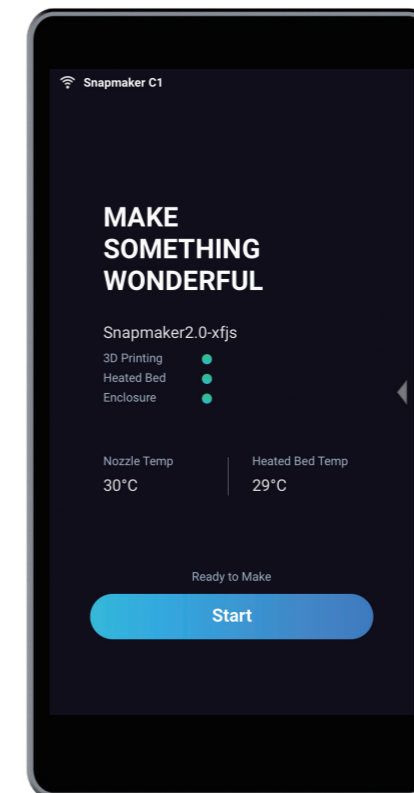 Snapmaker C1
MAKE
SOMETHING
WONDERFUL
Snapmaker2.0-xfjs
3D Printing
Heated Bed
Enclosure
Nozzle Temp
Heated Bed Temp
30°C
29°C
Ready to Make
Start